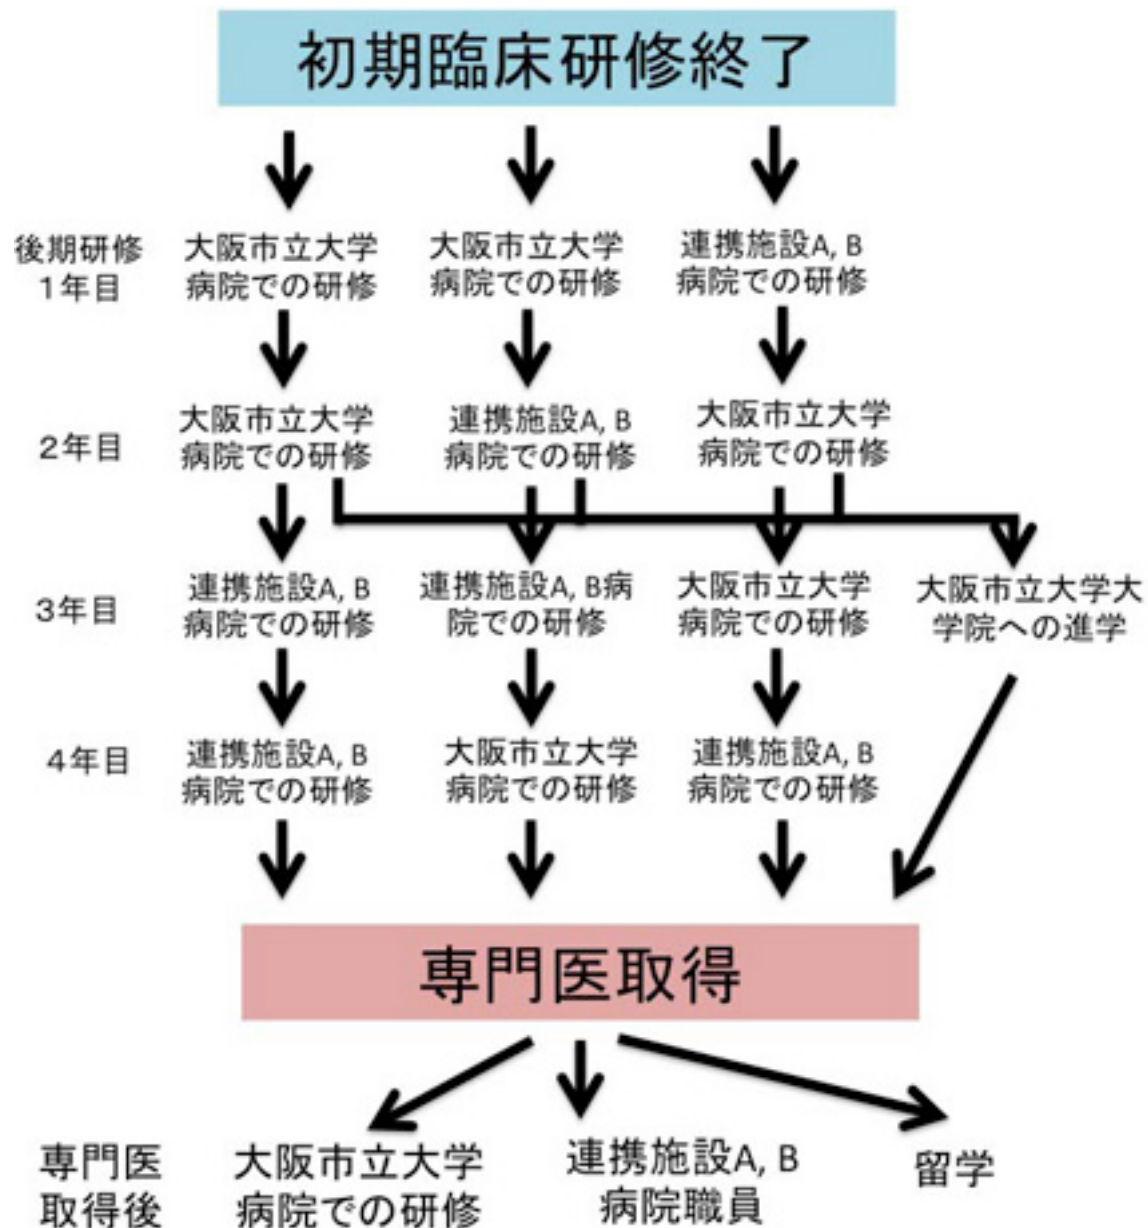 初期臨床研修終了
後期研修
1年目
大阪市立大学
病院での研修
大阪市立大学
病院での研修
連携施設A, B
病院での研修
2年目
大阪市立大学
病院での研修
連携施設A, B
病院での研修
大阪市立大学
病院での研修
3年目
連携施設A, B
病院での研修
連携施設A, B病
院での研修
大阪市立大学
病院での研修
大阪市立大学大
学院への進学
4年目
連携施設A, B
病院での研修
大阪市立大学
病院での研修
連携施設A, B
病院での研修
専門医取得
専門医
取得後
大阪市立大学
病院での研修
連携施設A, B
病院職員
留学